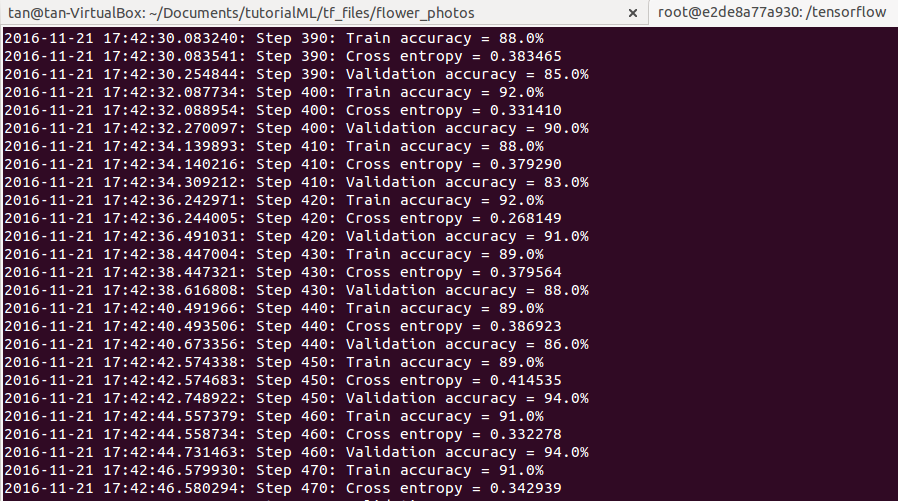 tan@tan-VirtualBox: ~/Documents/tutorialML/tf_files/flower_photos × root@e2de8a77a930: /tensorflow
2016-11-21 17:42:30.083240: Step 390: Train accuracy = 88.0%
2016-11-21 17:42:30.083541: Step 390: Cross entropy = 0.383465
2016-11-21 17:42:30.254844: Step 390: Validation accuracy = 85.0%
2016-11-21 17:42:32.087734: Step 400: Train accuracy = 92.0%
2016-11-21 17:42:32.088954: Step 400: Cross entropy = 0.331410
2016-11-21 17:42:32.270097: Step 400: Validation accuracy = 90.0%
2016-11-21 17:42:34.139893: Step 410: Train accuracy = 88.0%
2016-11-21 17:42:34.140216: Step 410: Cross entropy = 0.379290
2016-11-21 17:42:34.309212: Step 410: Validation accuracy = 83.0%
2016-11-21 17:42:36.242971: Step 420: Train accuracy = 92.0%
2016-11-21 17:42:36.244005: Step 420: Cross entropy = 0.268149
2016-11-21 17:42:36.491031: Step 420: Validation accuracy = 91.0%
2016-11-21 17:42:38.447004: Step 430: Train accuracy = 89.0%
2016-11-21 17:42:38.447321: Step 430: Cross entropy = 0.379564
2016-11-21 17:42:38.616808: Step 430: Validation accuracy = 88.0%
2016-11-21 17:42:40.491966: Step 440: Train accuracy = 89.0%
2016-11-21 17:42:40.493506: Step 440: Cross entropy = 0.386923
2016-11-21 17:42:40.673356: Step 440: Validation accuracy = 86.0%
2016-11-21 17:42:42.574338: Step 450: Train accuracy = 89.0%
2016-11-21 17:42:42.574683: Step 450: Cross entropy = 0.414535
2016-11-21 17:42:42.748922: Step 450: Validation accuracy = 94.0%
2016-11-21 17:42:44.557379: Step 460: Train accuracy = 91.0%
2016-11-21 17:42:44.558734: Step 460: Cross entropy = 0.332278
2016-11-21 17:42:44.731463: Step 460: Validation accuracy = 94.0%
2016-11-21 17:42:46.579930: Step 470: Train accuracy = 91.0%
2016-11-21 17:42:46.580294: Step 470: Cross entropy = 0.342939